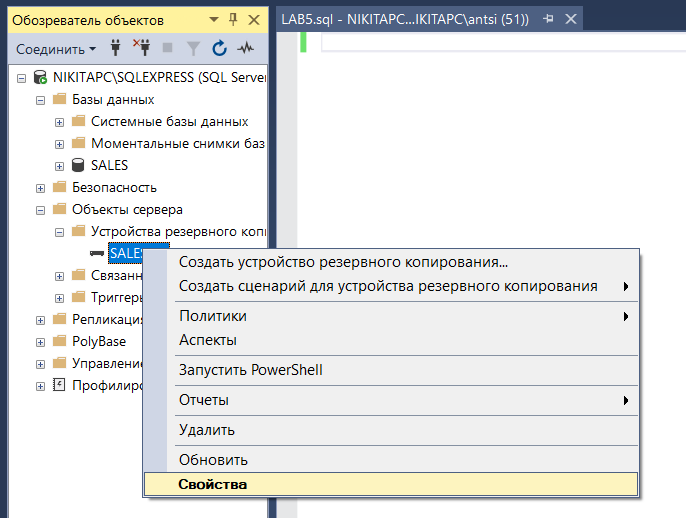 Обозреватель объектов
LAB5.sql - NIKITAPC...IKITAPC\antsi (51))
Соединить
NIKITAPC\SQLEXPRESS (SQL Server
Базы данных
Системные базы данных
Моментальные снимки баз
SALES
Безопасность
Объекты сервера
Устройства резервного копи
SALES
Создать устройство резервного копирования...
Связанн
Создать сценарий для устройства резервного копирования
Триггеры
Репликация
Политики
PolyBase
Аспекты
Управление
Запустить PowerShell
Профилиро
Отчеты
Удалить
Обновить
Свойства